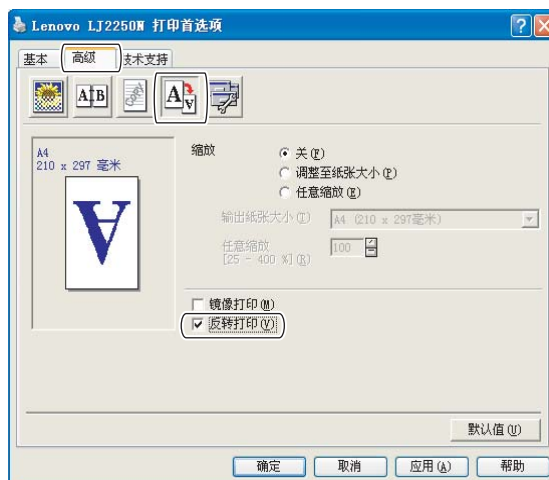 Lenovo LJ2250N 打印首选项
基本 高级 技术支持
A B A A
A4
210 x 297 毫米
A
缩放
关(F)
调整至纸张大小(P)
任意缩放(E)
输出纸张大小(T) A4 (210 x 297毫米)
任意缩放
[25 - 400 %](R) 100
镜像打印(M)
反转打印(V)
默认值(U)
确定 取消 应用(A) 帮助